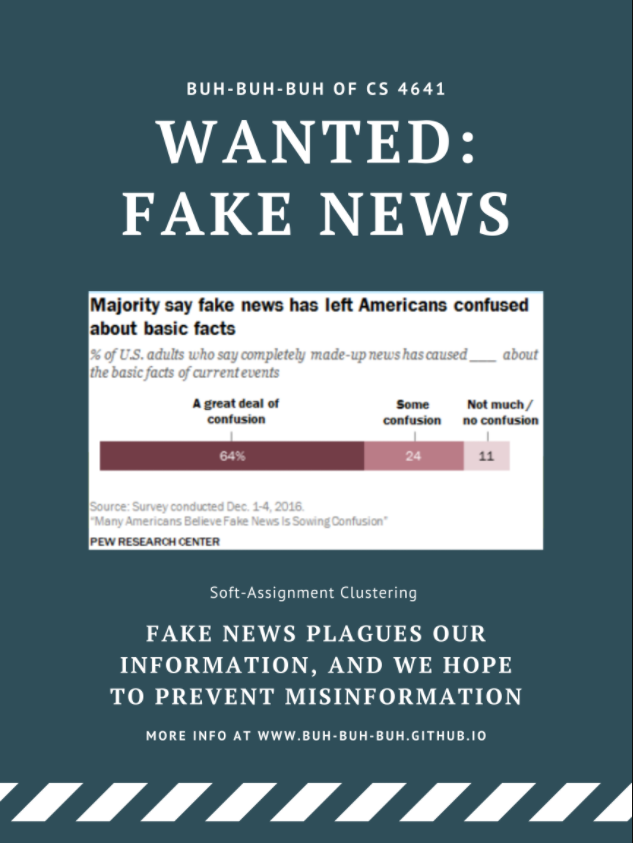 BUH-BUH-BUH OF CS 4641
WANTED:
FAKE NEWS
Majority say fake news has left Americans confused
about basic facts
% of U.S. adults who say completely made-up news has caused ____ about
the basic facts of current events
A great deal of
confusion
Some
confusion
Not much/
no confusion
64%
24
11
Source: Survey conducted Dec. 1-4, 2016.
“Many Americans Believe Fake News Is Sowing Confusion”
PEW RESEARCH CENTER
Soft-Assignment Clustering
FAKE NEWS PLAGUES OUR
INFORMATION, AND WE HOPE
TO PREVENT MISINFORMATION
MORE INFO AT WWW.BUH-BUH-BUH.GITHUB.IO